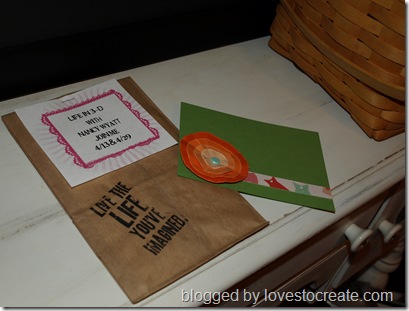 LIFE IN 3-D
WITH
NANCY WYATT
JOIN ME
4/13 & 4/29
LIVE THE
LIFE
YOU'VE
IMAGINED.
blogged by lovestocreate.com